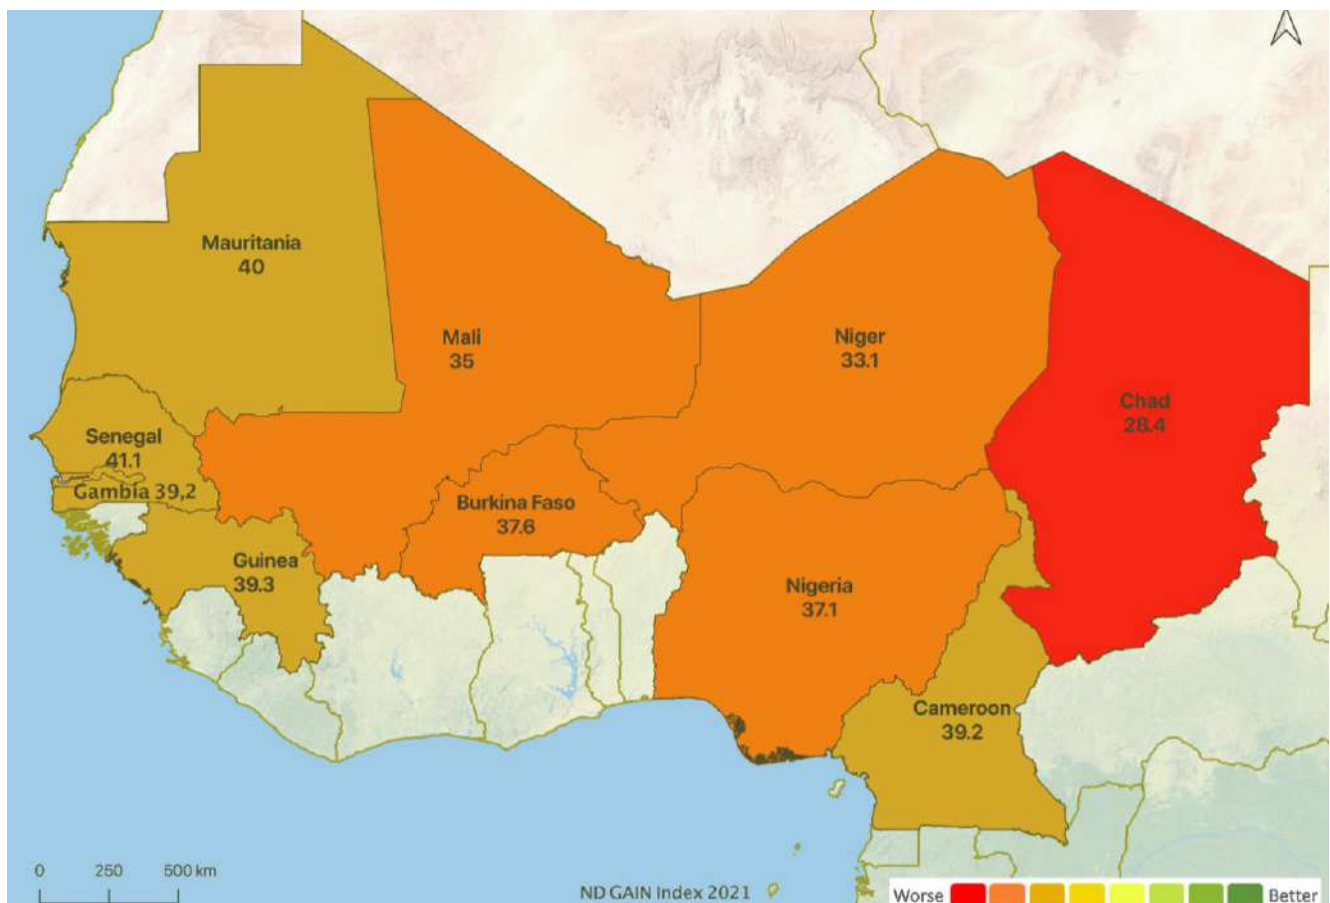 Mauritania
40
Mali
35
Niger
33.1
Chad
28.4
Senegal
41.1
Gambia 39,2
Burkina Faso
37.6
Guinea
39.3
Nigeria
37.1
Cameroon
39.2
0 250 500 km
ND GAIN Index 2021
Worse Better